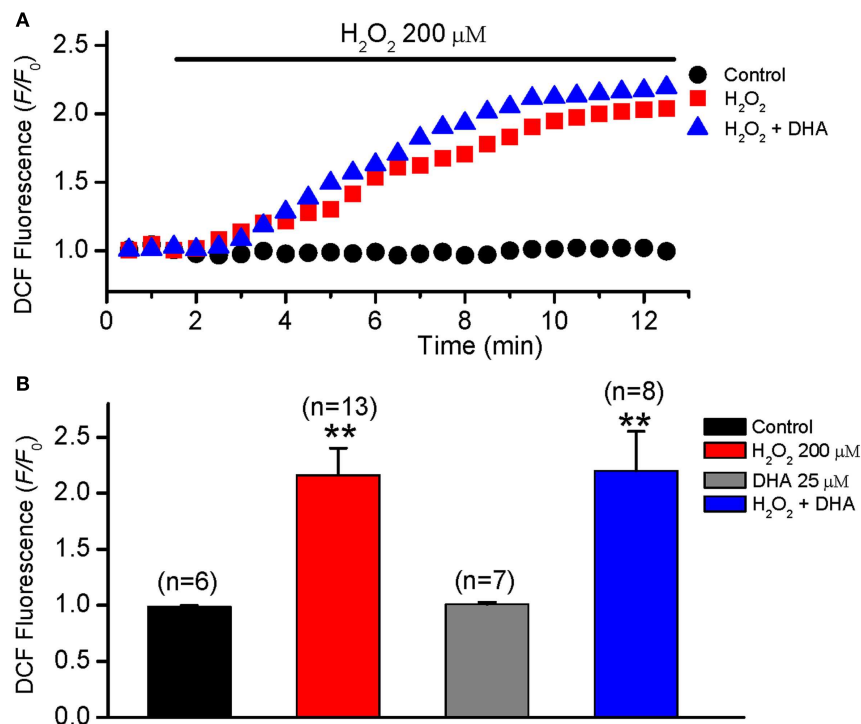 A
H₂O₂ 200 μM
DCF Fluorescence (F/F₀)
2.5
2.0
1.5
1.0
0 2 4 6 8 10 12
Time (min)
Control
H₂O₂
H₂O₂ + DHA
B
DCF Fluorescence (F/F₀)
2.5
2.0
1.5
1.0
0.5
0.0
(n=6)
(n=13)
**
(n=7)
(n=8)
**
Control
H₂O₂ 200 μM
DHA 25 μM
H₂O₂ + DHA